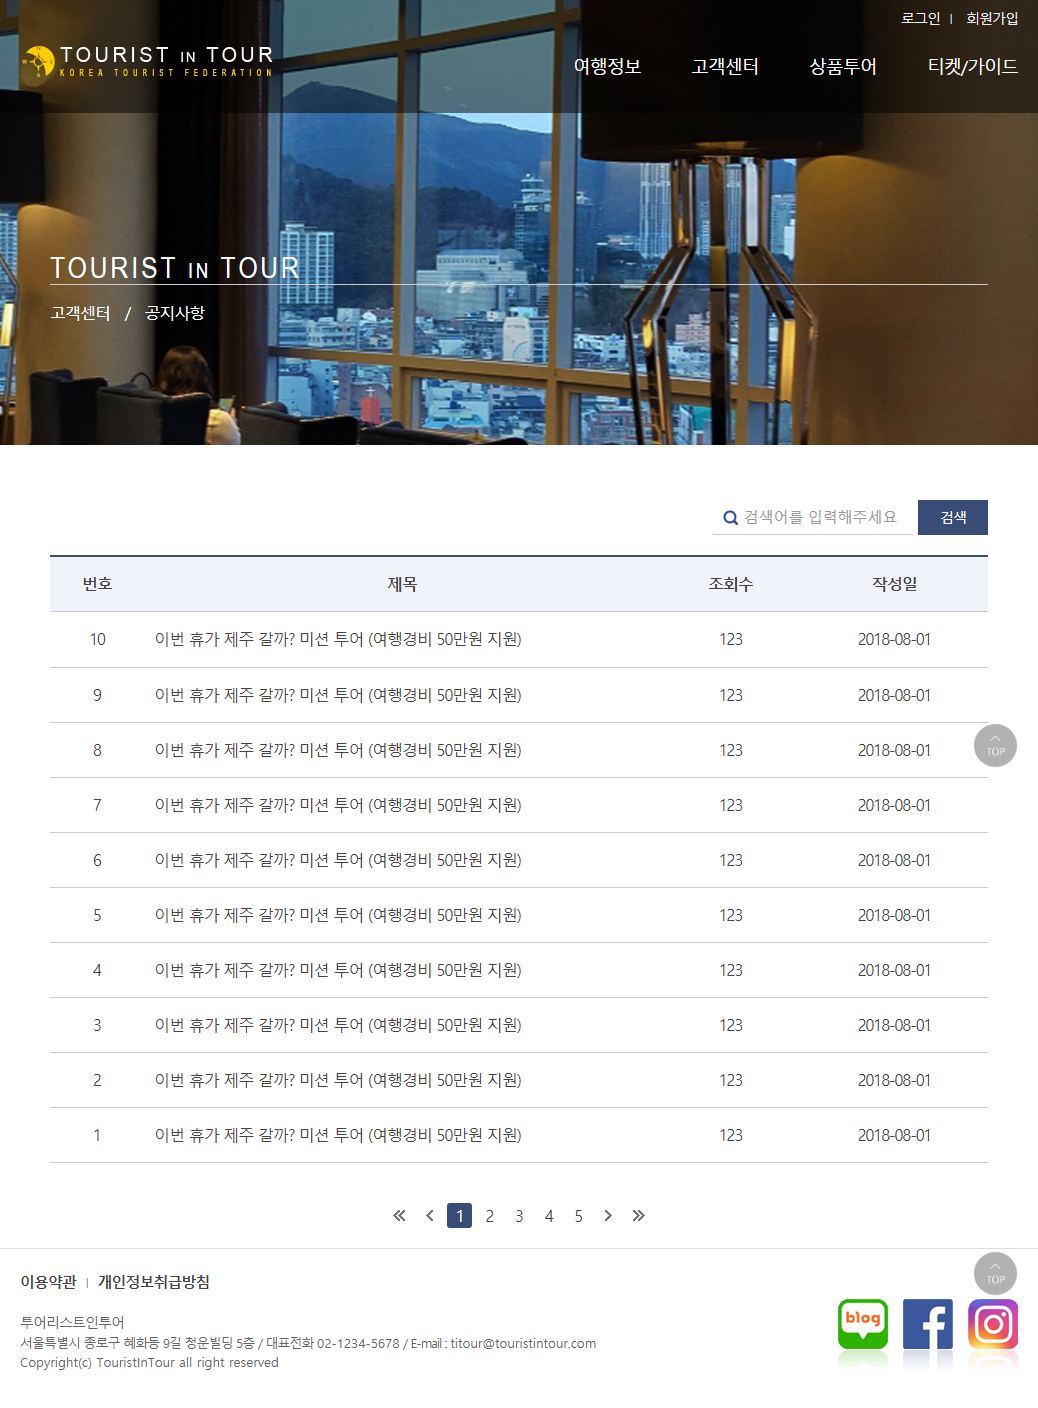 로그인 | 회원가입
TOURIST IN TOUR
KOREA TOURIST FEDERATION
여행정보 고객센터 상품투어 티켓/가이드
TOURIST IN TOUR
고객센터 / 공지사항
검색어를 입력해주세요 검색
번호 제목 조회수 작성일
10 이번 휴가 제주 갈까? 미션 투어 (여행경비 50만원 지원) 123 2018-08-01
9 이번 휴가 제주 갈까? 미션 투어 (여행경비 50만원 지원) 123 2018-08-01
8 이번 휴가 제주 갈까? 미션 투어 (여행경비 50만원 지원) 123 2018-08-01
TOP
7 이번 휴가 제주 갈까? 미션 투어 (여행경비 50만원 지원) 123 2018-08-01
6 이번 휴가 제주 갈까? 미션 투어 (여행경비 50만원 지원) 123 2018-08-01
5 이번 휴가 제주 갈까? 미션 투어 (여행경비 50만원 지원) 123 2018-08-01
4 이번 휴가 제주 갈까? 미션 투어 (여행경비 50만원 지원) 123 2018-08-01
3 이번 휴가 제주 갈까? 미션 투어 (여행경비 50만원 지원) 123 2018-08-01
2 이번 휴가 제주 갈까? 미션 투어 (여행경비 50만원 지원) 123 2018-08-01
1 이번 휴가 제주 갈까? 미션 투어 (여행경비 50만원 지원) 123 2018-08-01
1 2 3 4 5
TOP
이용약관 | 개인정보취급방침
투어리스트인투어
서울특별시 종로구 혜화동 9길 청운빌딩 5층 / 대표전화 02-1234-5678 / E-mail : titour@touristintour.com
Copyright(c) TouristInTour all right reserved
blog